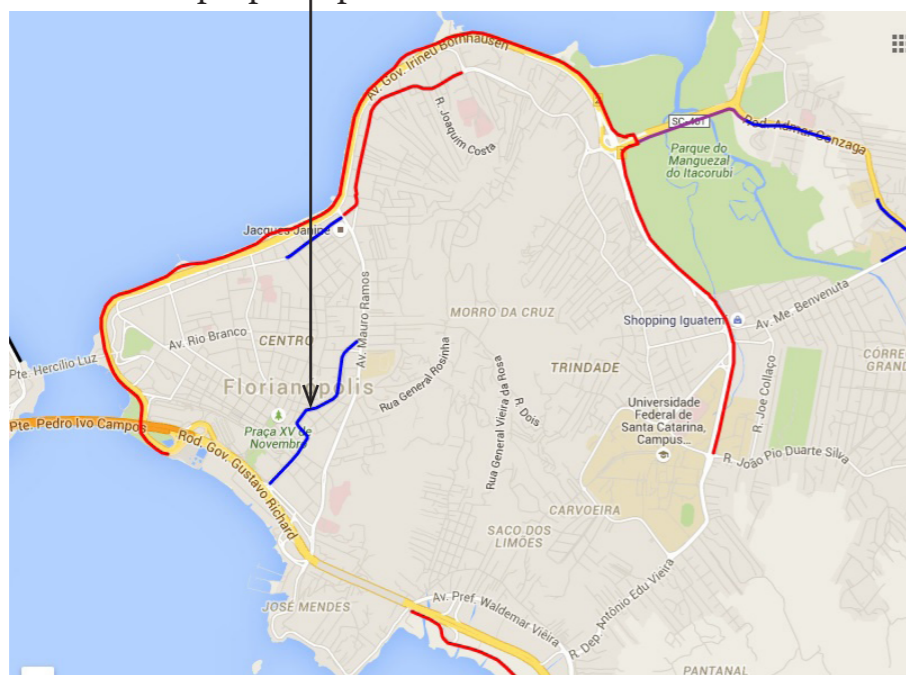 Av. Gov. Irineu Bornhausen
R. Joaquim Costa
SC-401
Rod. Admar Gonzaga
Parque do
Manguezal
do Itacorubi
Jacques Janine
Av. Mauro Ramos
MORRO DA CRUZ
Av. Me. Benvenuta
Shopping Iguatem
Av. Rio Branco
CENTRO
Pte. Hercílio Luz
TRINDADE
CÓRRE
GRAND
Rua General Rosinha
Rua General Vieira da Rosa
R. Dois
R. Joe Collaço
Florianópolis
Universidade
Federal de
Santa Catarina,
Campus...
Pte. Pedro Ivo Campos
Praça XV de
Novembro
Rod. Gov. Gustavo Richard
R. João Pio Duarte Silva
CARVOEIRA
SACO DOS
LIMÕES
JOSÉ MENDES
Av. Pref. Waldemar Vieira
R. Dep. Antônio Edu Vieira
PANTANAL